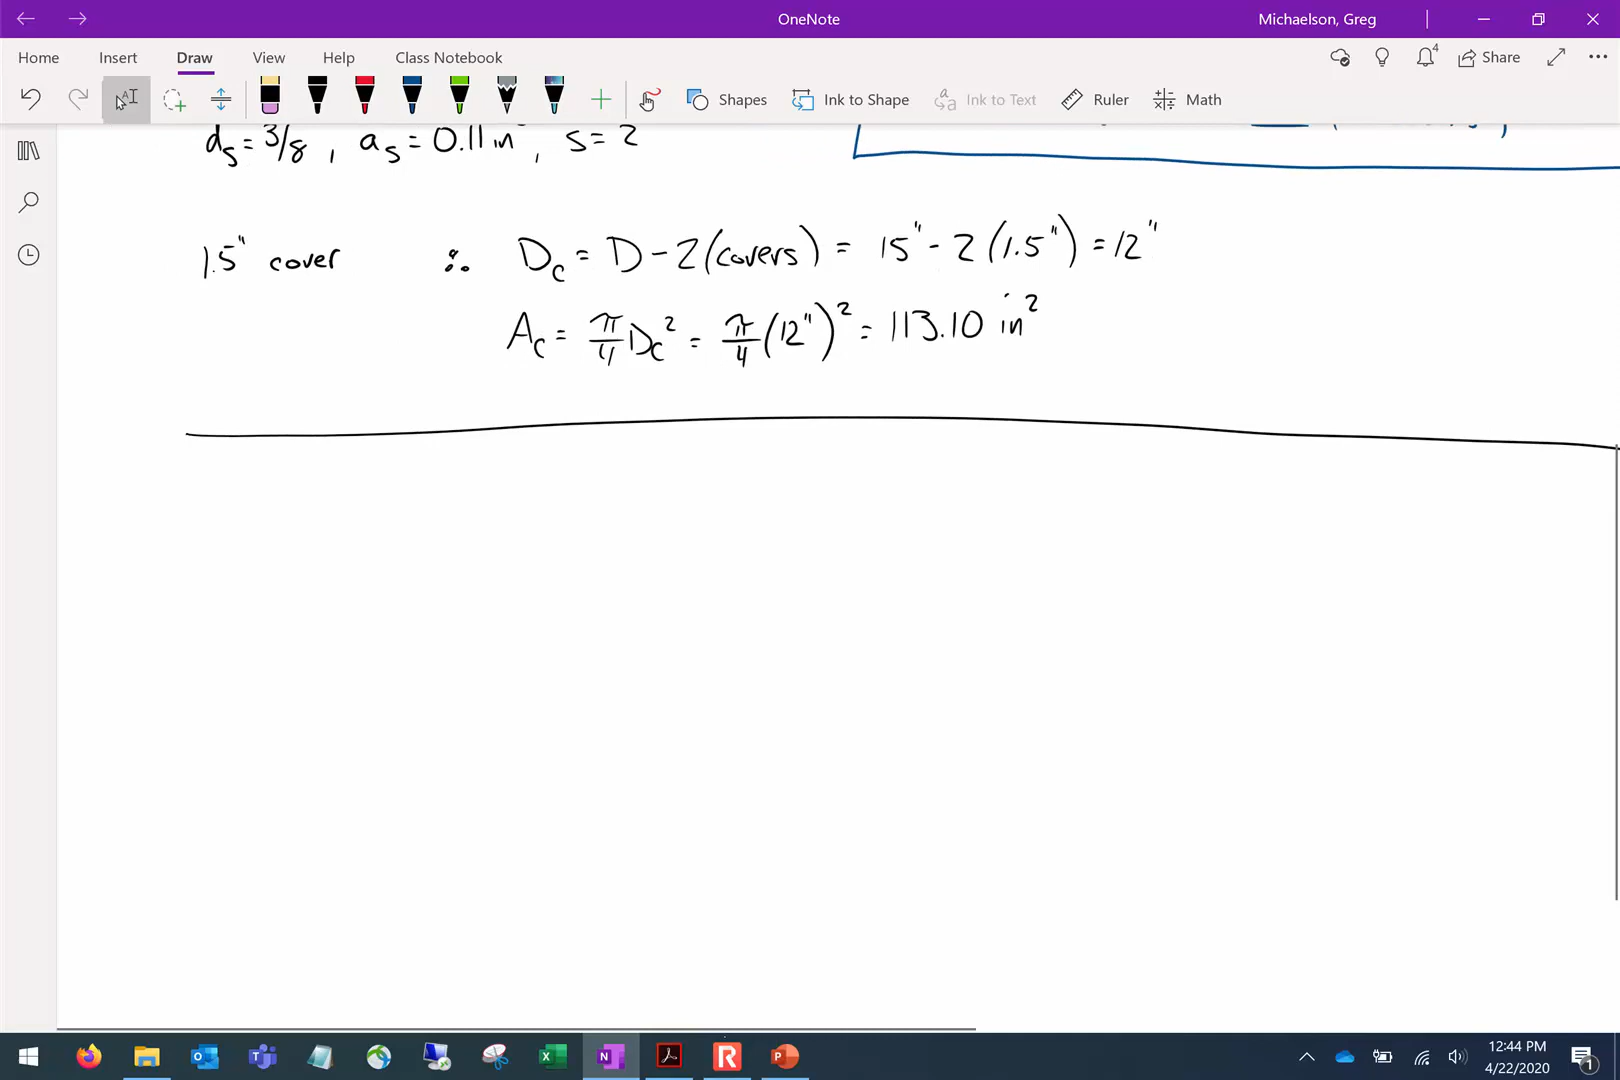 OneNote
Michaelson, Greg
Home Insert Draw View Help Class Notebook
4
Share
Shapes Ink to Shape Ink to Text Ruler Math
ds = 3/8 , as = 0.11 in , s = 2
1.5" cover ∴ Dc = D - 2(covers) = 15" - 2(1.5") = 12"
Ac = π/4 Dc² = π/4 (12")² = 113.10 in²
12:44 PM
4/22/2020
1